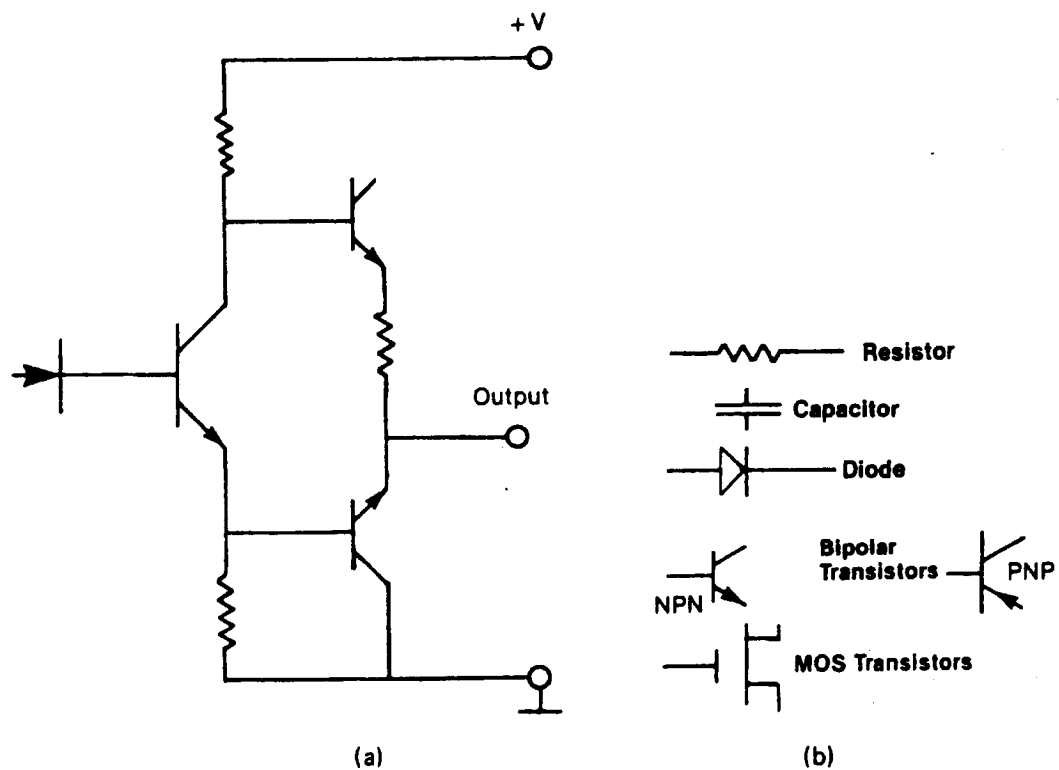 + V
Output
Resistor
Capacitor
Diode
Bipolar
Transistors
NPN
PNP
MOS Transistors
(a)
(b)